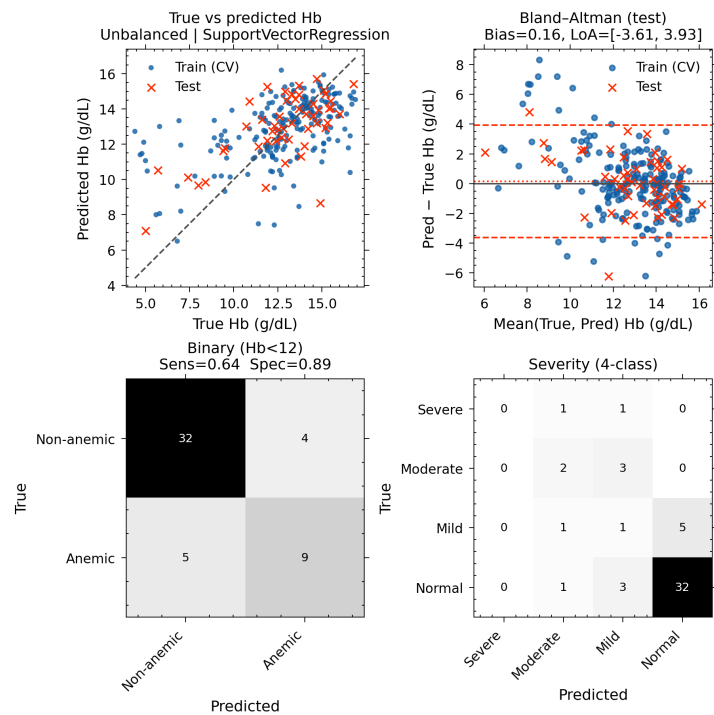 True vs predicted Hb
Unbalanced | SupportVectorRegression
Train (CV)
Test
16
14
12
10
8
6
4
Predicted Hb (g/dL)
5.0 7.5 10.0 12.5 15.0
True Hb (g/dL)
Bland–Altman (test)
Bias=0.16, LoA=[-3.61, 3.93]
Train (CV)
Test
8
6
4
2
0
−2
−4
−6
Pred − True Hb (g/dL)
6 8 10 12 14 16
Mean(True, Pred) Hb (g/dL)
Binary (Hb<12)
Sens=0.64 Spec=0.89
True
Non-anemic 32 4
Anemic 5 9
Non-anemic Anemic
Predicted
Severity (4-class)
True
Severe 0 1 1 0
Moderate 0 2 3 0
Mild 0 1 1 5
Normal 0 1 3 32
Severe Moderate Mild Normal
Predicted